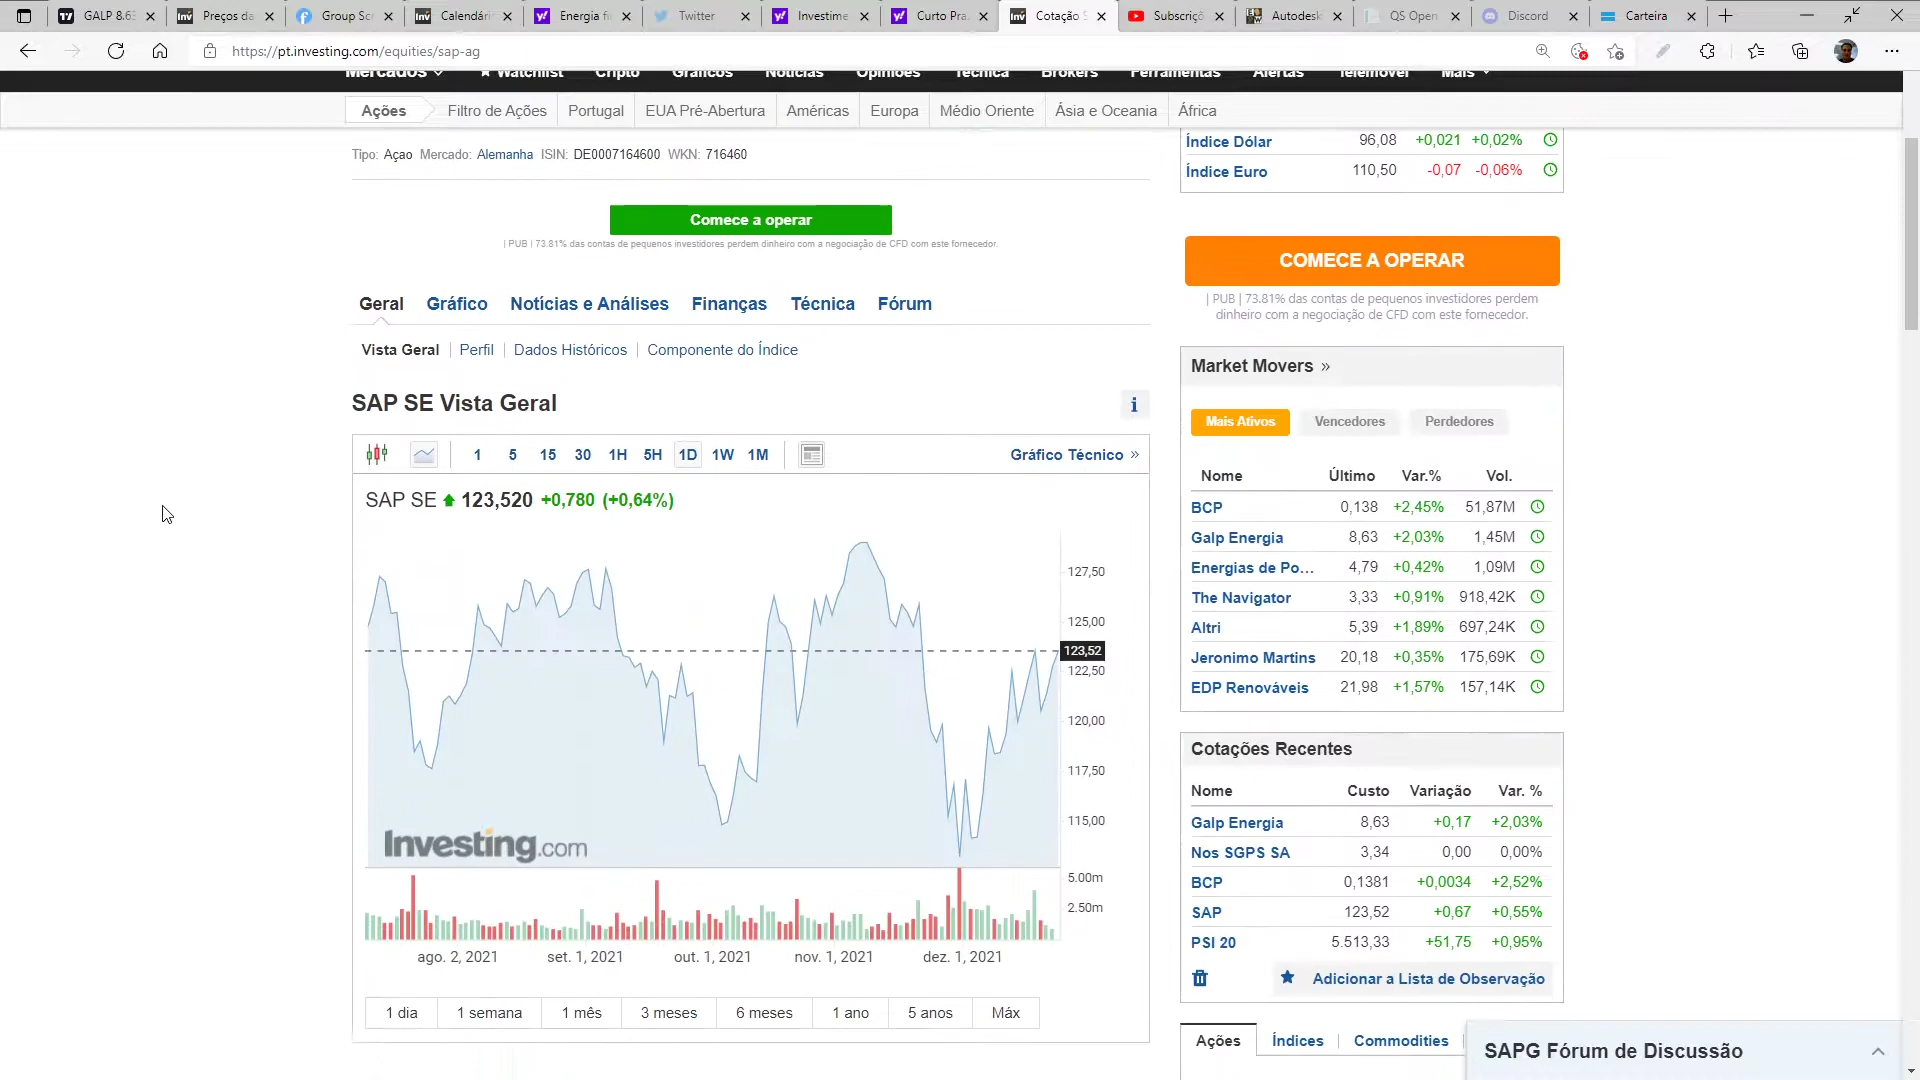 GALP 8.63
Preços da
Group Scr
Calendári
Energia fi
Twitter
Investime
Curto Pra
Cotação S
Subscriçõ
Autodesk
QS Open
Discord
Carteira
https://pt.investing.com/equities/sap-ag
Mercados
Watchlist
Cripto
Gráficos
Notícias
Opiniões
Técnica
Brokers
Ferramentas
Alertas
Telemóvel
Mais
Ações
Filtro de Ações
Portugal
EUA Pré-Abertura
Américas
Europa
Médio Oriente
Ásia e Oceania
África
Tipo: Açao Mercado: Alemanha ISIN: DE0007164600 WKN: 716460
Comece a operar
| PUB | 73.81% das contas de pequenos investidores perdem dinheiro com a negociação de CFD com este fornecedor.
Geral
Gráfico
Notícias e Análises
Finanças
Técnica
Fórum
Vista Geral
Perfil
Dados Históricos
Componente do Índice
SAP SE Vista Geral
i
1 5 15 30 1H 5H 1D 1W 1M
Gráfico Técnico »
SAP SE 123,520 +0,780 (+0,64%)
127,50
125,00
123,52
122,50
120,00
117,50
115,00
Investing.com
5.00m
2.50m
ago. 2, 2021
set. 1, 2021
out. 1, 2021
nov. 1, 2021
dez. 1, 2021
1 dia
1 semana
1 mês
3 meses
6 meses
1 ano
5 anos
Máx
Índice Dólar 96,08 +0,021 +0,02%
Índice Euro 110,50 -0,07 -0,06%
COMECE A OPERAR
| PUB | 73.81% das contas de pequenos investidores perdem
dinheiro com a negociação de CFD com este fornecedor.
Market Movers »
Mais Ativos
Vencedores
Perdedores
Nome Último Var.% Vol.
BCP 0,138 +2,45% 51,87M
Galp Energia 8,63 +2,03% 1,45M
Energias de Po... 4,79 +0,42% 1,09M
The Navigator 3,33 +0,91% 918,42K
Altri 5,39 +1,89% 697,24K
Jeronimo Martins 20,18 +0,35% 175,69K
EDP Renováveis 21,98 +1,57% 157,14K
Cotações Recentes
Nome Custo Variação Var. %
Galp Energia 8,63 +0,17 +2,03%
Nos SGPS SA 3,34 0,00 0,00%
BCP 0,1381 +0,0034 +2,52%
SAP 123,52 +0,67 +0,55%
PSI 20 5.513,33 +51,75 +0,95%
Adicionar a Lista de Observação
Ações
Índices
Commodities
SAPG Fórum de Discussão